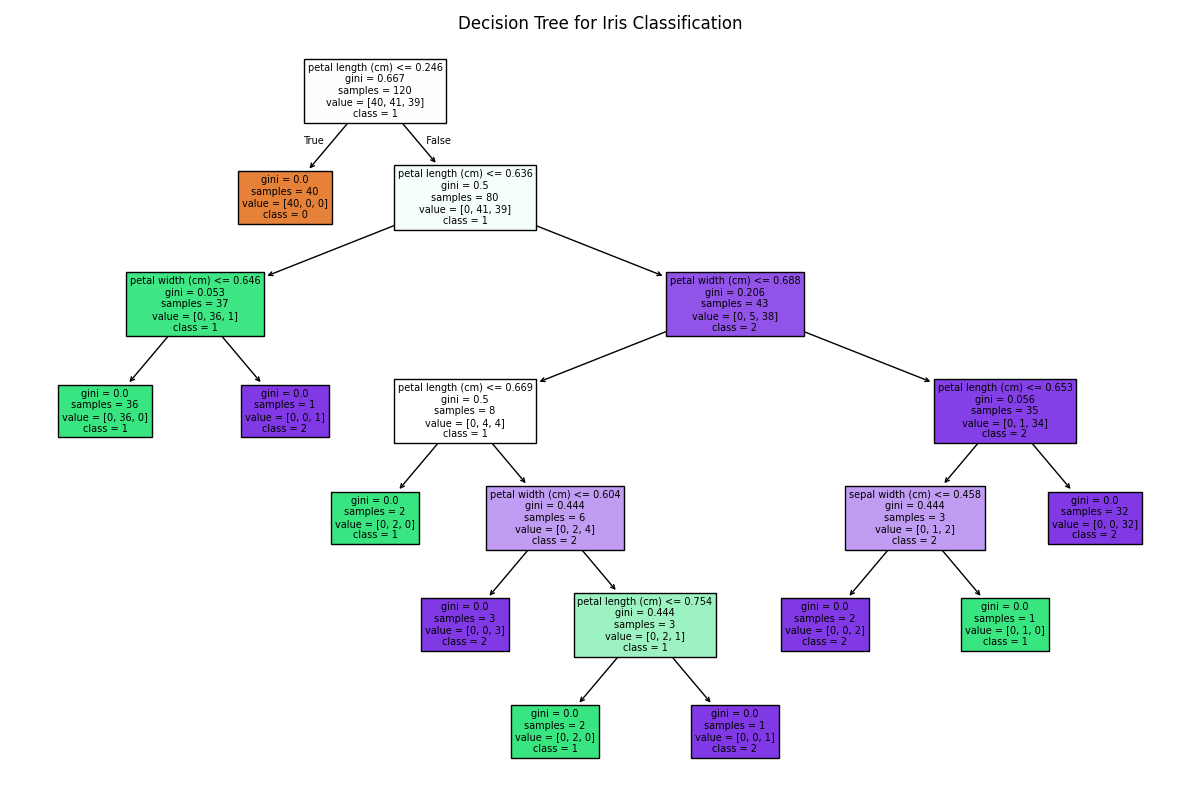 Decision Tree for Iris Classification
petal length (cm) <= 0.246
gini = 0.667
samples = 120
value = [40, 41, 39]
class = 1
True
False
gini = 0.0
samples = 40
value = [40, 0, 0]
class = 0
petal length (cm) <= 0.636
gini = 0.5
samples = 80
value = [0, 41, 39]
class = 1
petal width (cm) <= 0.646
gini = 0.053
samples = 37
value = [0, 36, 1]
class = 1
petal width (cm) <= 0.688
gini = 0.206
samples = 43
value = [0, 5, 38]
class = 2
gini = 0.0
samples = 36
value = [0, 36, 0]
class = 1
gini = 0.0
samples = 1
value = [0, 0, 1]
class = 2
petal length (cm) <= 0.669
gini = 0.5
samples = 8
value = [0, 4, 4]
class = 1
petal length (cm) <= 0.653
gini = 0.056
samples = 35
value = [0, 1, 34]
class = 2
gini = 0.0
samples = 2
value = [0, 2, 0]
class = 1
petal width (cm) <= 0.604
gini = 0.444
samples = 6
value = [0, 2, 4]
class = 2
sepal width (cm) <= 0.458
gini = 0.444
samples = 3
value = [0, 1, 2]
class = 2
gini = 0.0
samples = 32
value = [0, 0, 32]
class = 2
gini = 0.0
samples = 3
value = [0, 0, 3]
class = 2
petal length (cm) <= 0.754
gini = 0.444
samples = 3
value = [0, 2, 1]
class = 1
gini = 0.0
samples = 2
value = [0, 0, 2]
class = 2
gini = 0.0
samples = 1
value = [0, 1, 0]
class = 1
gini = 0.0
samples = 2
value = [0, 2, 0]
class = 1
gini = 0.0
samples = 1
value = [0, 0, 1]
class = 2